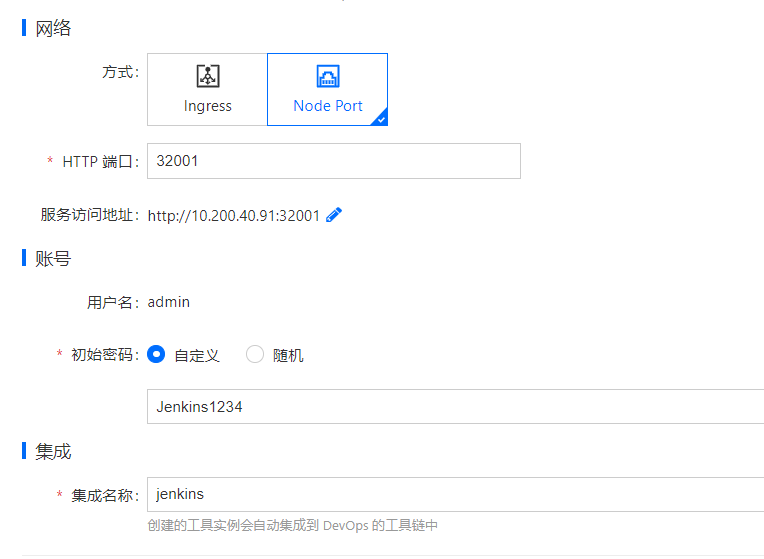 网络
方式：
Ingress
Node Port
* HTTP 端口： 32001
服务访问地址： http://10.200.40.91:32001
账号
用户名： admin
* 初始密码： 自定义 随机
Jenkins1234
集成
* 集成名称： jenkins
创建的工具实例会自动集成到 DevOps 的工具链中